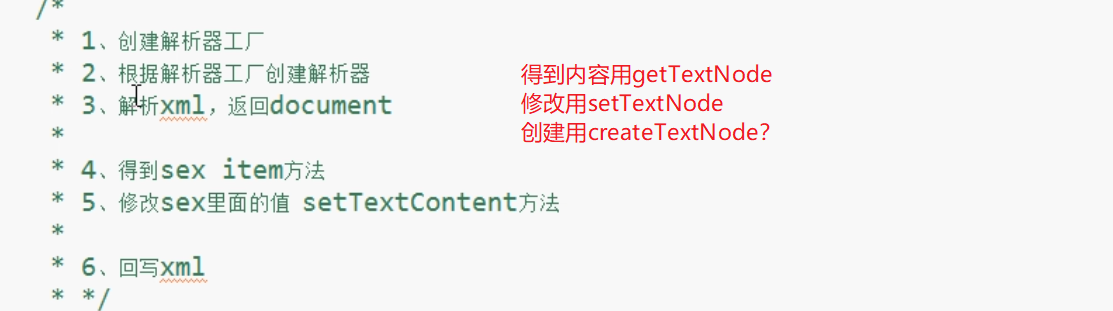 /*
* 1、创建解析器工厂
* 2、根据解析器工厂创建解析器
* 3、解析xml，返回document
*
* 4、得到sex item方法
* 5、修改sex里面的值 setTextContent方法
*
* 6、回写xml
* */
得到内容用getTextNode
修改用setTextNode
创建用createTextNode？